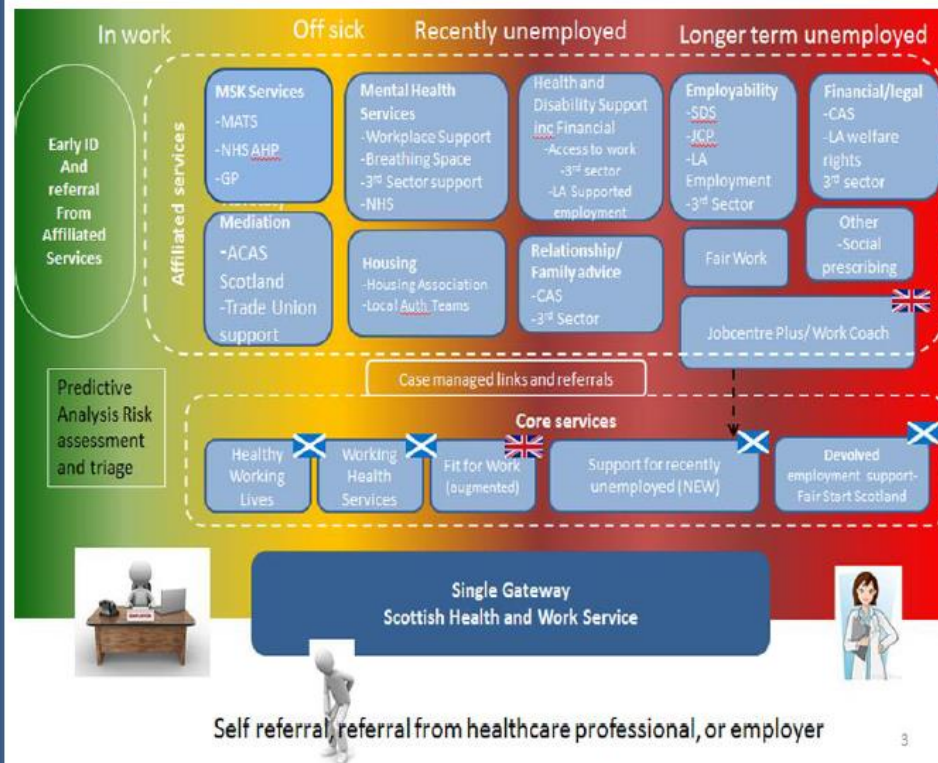 In work
Off sick
Recently unemployed
Longer term unemployed
Early ID
And
referral
From
Affiliated
Services
Affiliated services
MSK Services
-MATS
-NHS AHP
-GP
Mental Health
Services
-Workplace Support
-Breathing Space
-3rd Sector support
-NHS
Health and
Disability Support
inc Financial
-Access to work
-3rd sector
-LA Supported
employment
Employability
-SDS
-JCP
-LA
Employment
-3rd Sector
Financial/legal
-CAS
-LA welfare
rights
3rd sector
Mediation
-ACAS
Scotland
-Trade Union
support
Housing
-Housing Association
-Local Auth Teams
Relationship/
Family advice
-CAS
-3rd Sector
Fair Work
Other
-Social
prescribing
Jobcentre Plus/ Work Coach
Case managed links and referrals
Predictive
Analysis Risk
assessment
and triage
Core services
Healthy
Working
Lives
Working
Health
Services
Fit for Work
(augmented)
Support for recently
unemployed (NEW)
Devolved
employment support-
Fair Start Scotland
Single Gateway
Scottish Health and Work Service
Self referral, referral from healthcare professional, or employer
3